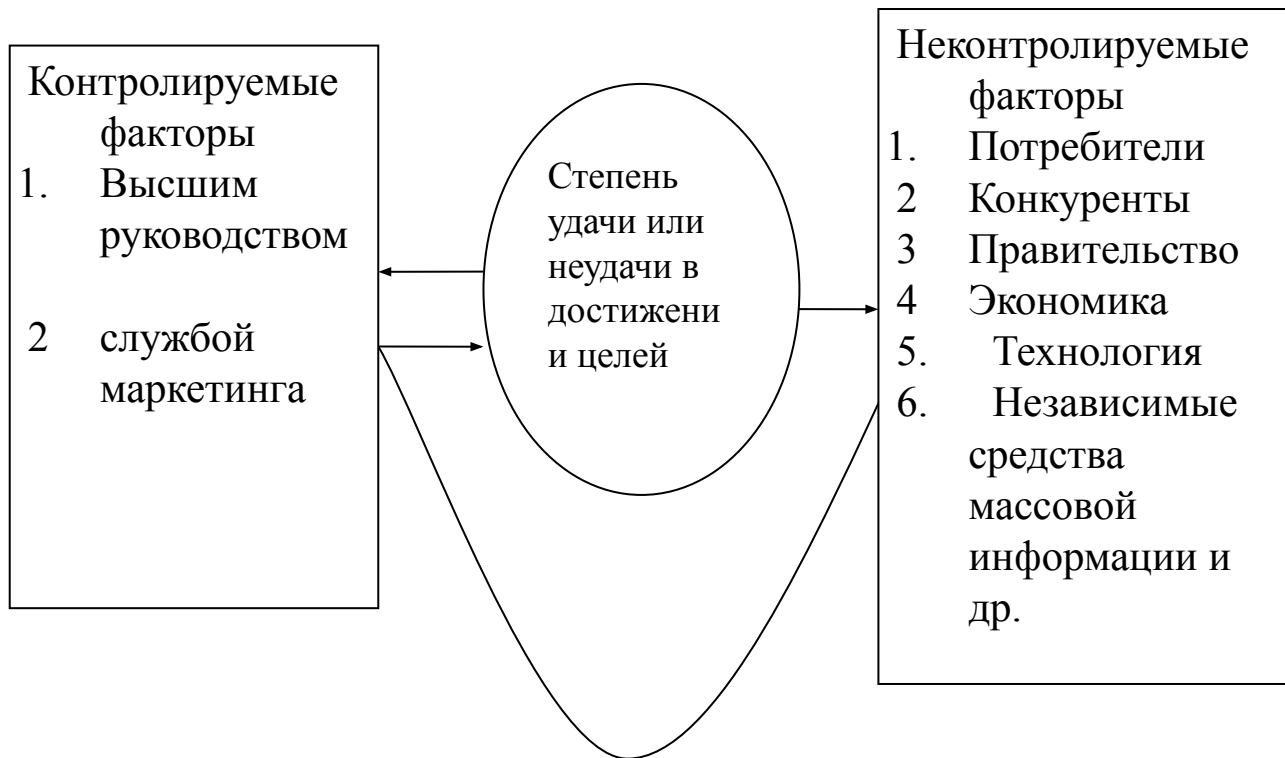 Контролируемые
факторы
1. Высшим
руководством
2 службой
маркетинга
Степень
удачи или
неудачи в
достижени
и целей
Неконтролируемые
факторы
1. Потребители
2 Конкуренты
3 Правительство
4 Экономика
5. Технология
6. Независимые
средства
массовой
информации и
др.